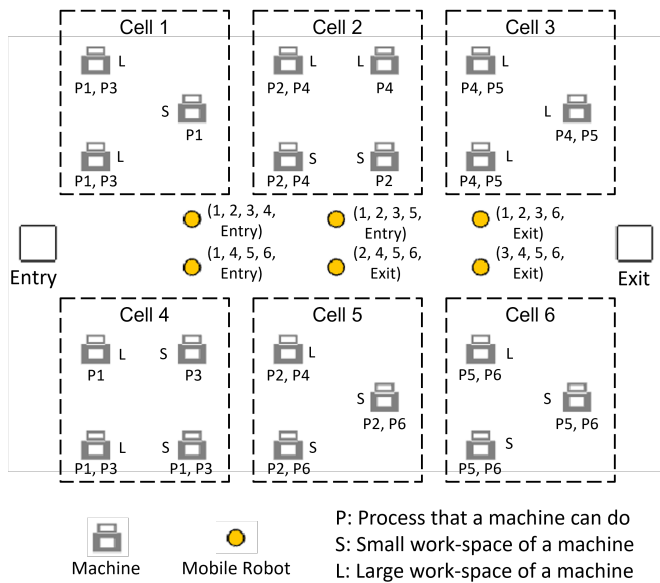 Cell 1
Cell 2
Cell 3
L
P1, P3
S
P1
L
P1, P3
L
P2, P4
L
P4
S
P2, P4
S
P2
L
P4, P5
L
P4, P5
L
P4, P5
(1, 2, 3, 4,
Entry)
(1, 2, 3, 5,
Entry)
(1, 2, 3, 6,
Exit)
(1, 4, 5, 6,
Entry)
(2, 4, 5, 6,
Exit)
(3, 4, 5, 6,
Exit)
Entry
Exit
Cell 4
Cell 5
Cell 6
L
P1
S
P3
L
P1, P3
S
P1, P3
L
P2, P4
S
P2, P6
S
P2, P6
L
P5, P6
S
P5, P6
S
P5, P6
Machine
Mobile Robot
P: Process that a machine can do
S: Small work-space of a machine
L: Large work-space of a machine